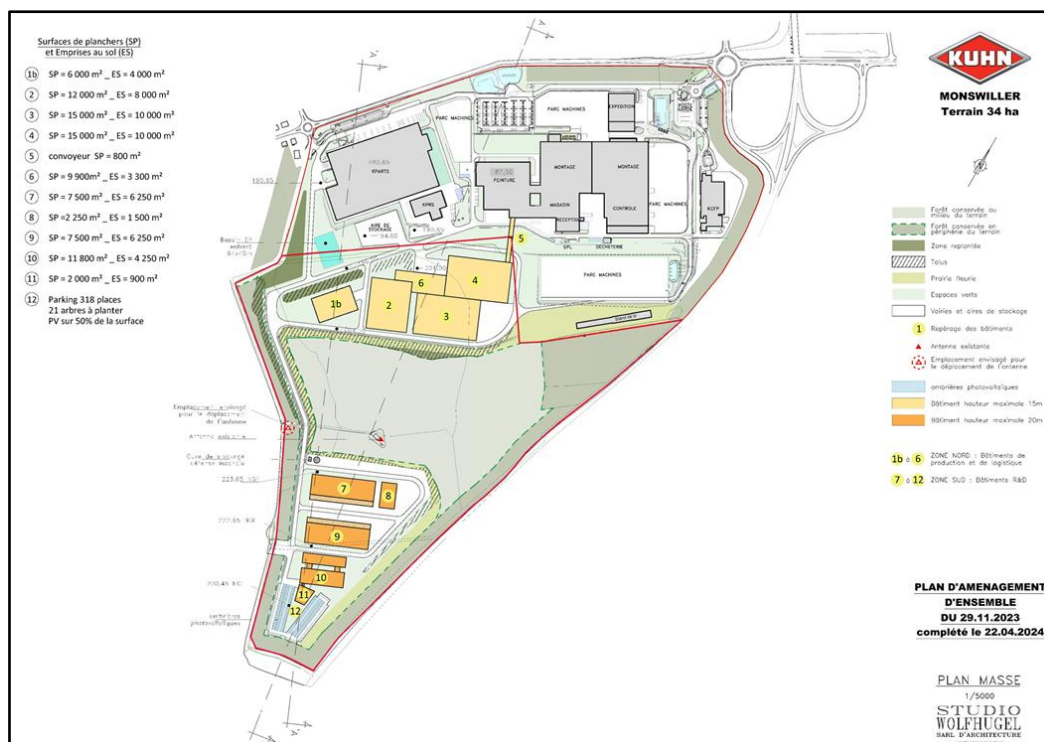 Surfaces de planchers (SP)
et Emprises au sol (ES)
1b SP = 6 000 m² _ ES = 4 000 m²
2 SP = 12 000 m² _ ES = 8 000 m²
3 SP = 15 000 m² _ ES = 10 000 m²
4 SP = 15 000 m² _ ES = 10 000 m²
5 convoyeur SP = 800 m²
6 SP = 9 900m² _ ES = 3 300 m²
7 SP = 7 500 m² _ ES = 6 250 m²
8 SP =2 250 m² _ ES = 1 500 m²
9 SP = 7 500 m² _ ES = 6 250 m²
10 SP = 11 800 m² _ ES = 4 250 m²
11 SP = 2 000 m² _ ES = 900 m²
12 Parking 318 places
21 arbres à planter
PV sur 50% de la surface
KUHN
MONSWILLER
Terrain 34 ha
PARC MACHINES
PARC MACHINES
EXPEDITION
KPARTS
PEINTURE
MONTAGE
MONTAGE
MAGASIN
CONTROLE
PARC MACHINES
RECEPTION
KCFP
AIRE DE
STOCKAGE
DECHETERIE
PARC MACHINES
5
6
4
1b
2
3
Emplacement envisagé
pour le déplacement
de l'antenne
Antenne existante
7
8
9
10
11
12
Forêt conservée au
milieu du terrain
Forêt conservée en
périphérie du terrain
Zone replantée
Talus
Prairie fleurie
Espaces verts
Voiries et aires de stockage
1 Repérage des bâtiments
Antenne existante
Emplacement envisagé pour
le déplacement de l'antenne
ombrières photovoltaïques
Bâtiment hauteur maximale 15m
Bâtiment hauteur maximale 20m
1b à 6 ZONE NORD : Bâtiments de
production et de logistique
7 à 12 ZONE SUD : Bâtiments R&D
PLAN D'AMENAGEMENT
D'ENSEMBLE
DU 29.11.2023
complété le 22.04.2024
PLAN MASSE
1/5000
STUDIO
WOLFHUGEL
SARL D'ARCHITECTURE